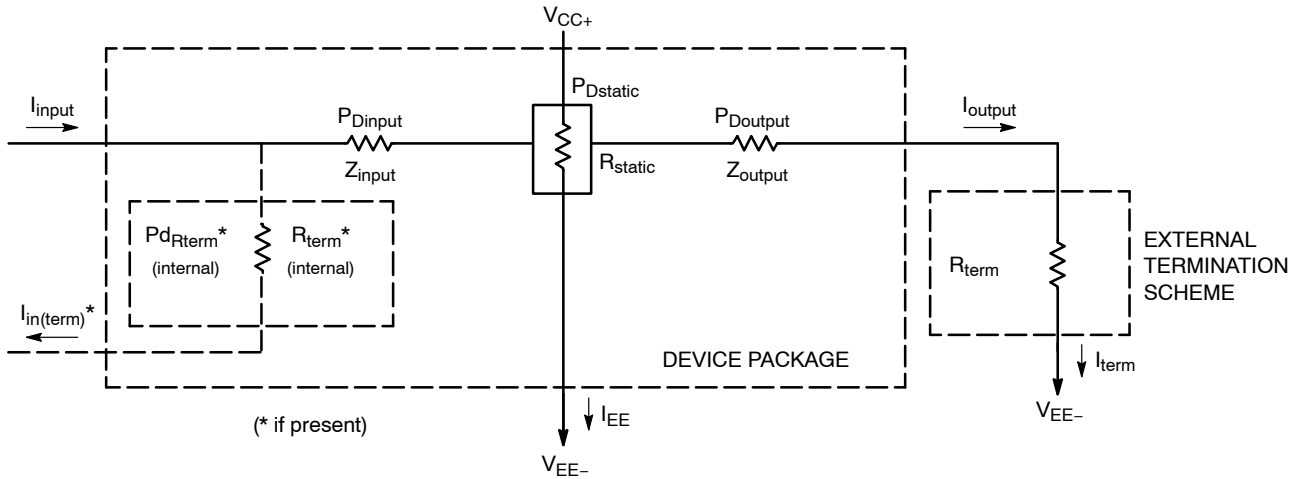 VCC+
PDstatic
Iinput
PDinput
PDoutput
Ioutput
Zinput
Rstatic
Zoutput
PdRterm*
(internal)
Rterm*
(internal)
Rterm
EXTERNAL
TERMINATION
SCHEME
Iin(term)*
DEVICE PACKAGE
Iterm
(* if present)
IEE
VEE–
VEE–